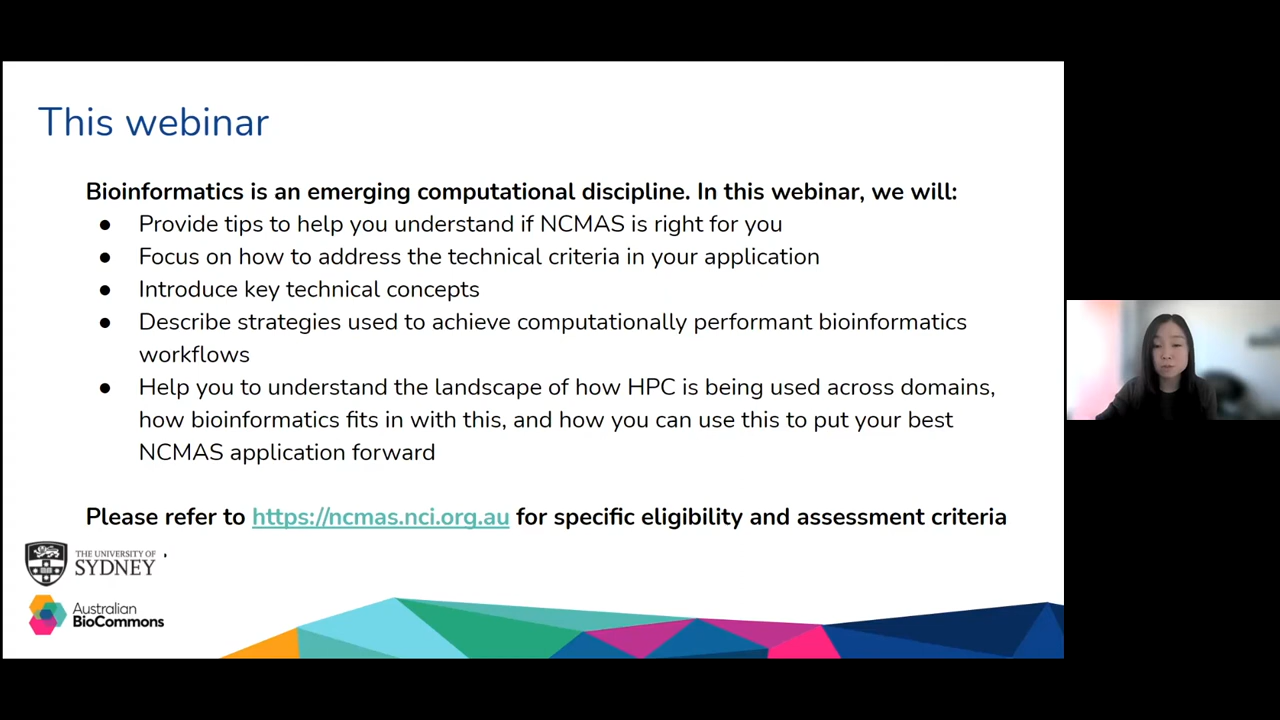 This webinar
Bioinformatics is an emerging computational discipline. In this webinar, we will:
● Provide tips to help you understand if NCMAS is right for you
● Focus on how to address the technical criteria in your application
● Introduce key technical concepts
● Describe strategies used to achieve computationally performant bioinformatics
workflows
● Help you to understand the landscape of how HPC is being used across domains,
how bioinformatics fits in with this, and how you can use this to put your best
NCMAS application forward
Please refer to https://ncmas.nci.org.au for specific eligibility and assessment criteria
THE UNIVERSITY OF
SYDNEY
Australian
BioCommons